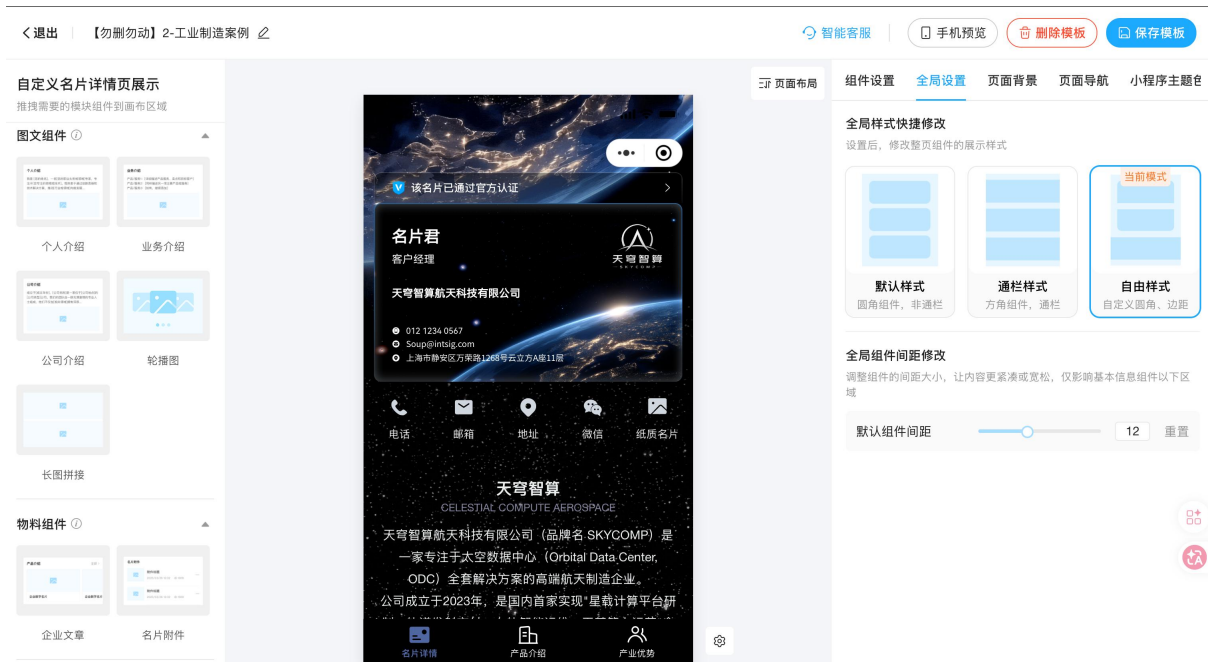 退出
【勿删勿动】2-工业制造案例
智能客服
手机预览
删除模板
保存模板
自定义名片详情页展示
推拽需要的模块组件到画布区域
图文组件
个人介绍
业务介绍
公司介绍
轮播图
长图拼接
物料组件
企业文章
名片附件
页面布局
该名片已通过官方认证
名片君
客户经理
天穹智算
SKYCOMP
天穹智算航天科技有限公司
012 1234 0567
Soup@intsig.com
上海市静安区万荣路1268号云立方A座11层
电话
邮箱
地址
微信
纸质名片
天穹智算
CELESTIAL COMPUTE AEROSPACE
天穹智算航天科技有限公司（品牌名 SKYCOMP）是
一家专注于太空数据中心（Orbital Data Center,
ODC）全套解决方案的高端航天制造企业。
公司成立于2023年，是国内首家实现"星载计算平台研
名片详情
产品介绍
产业优势
组件设置
全局设置
页面背景
页面导航
小程序主题色
全局样式快捷修改
设置后，修改整页组件的展示样式
当前模式
默认样式
圆角组件，非通栏
通栏样式
方角组件，通栏
自由样式
自定义圆角、边距
全局组件间距修改
调整组件的间距大小，让内容更紧凑或宽松，仅影响基本信息组件以下区
域
默认组件间距
12
重置